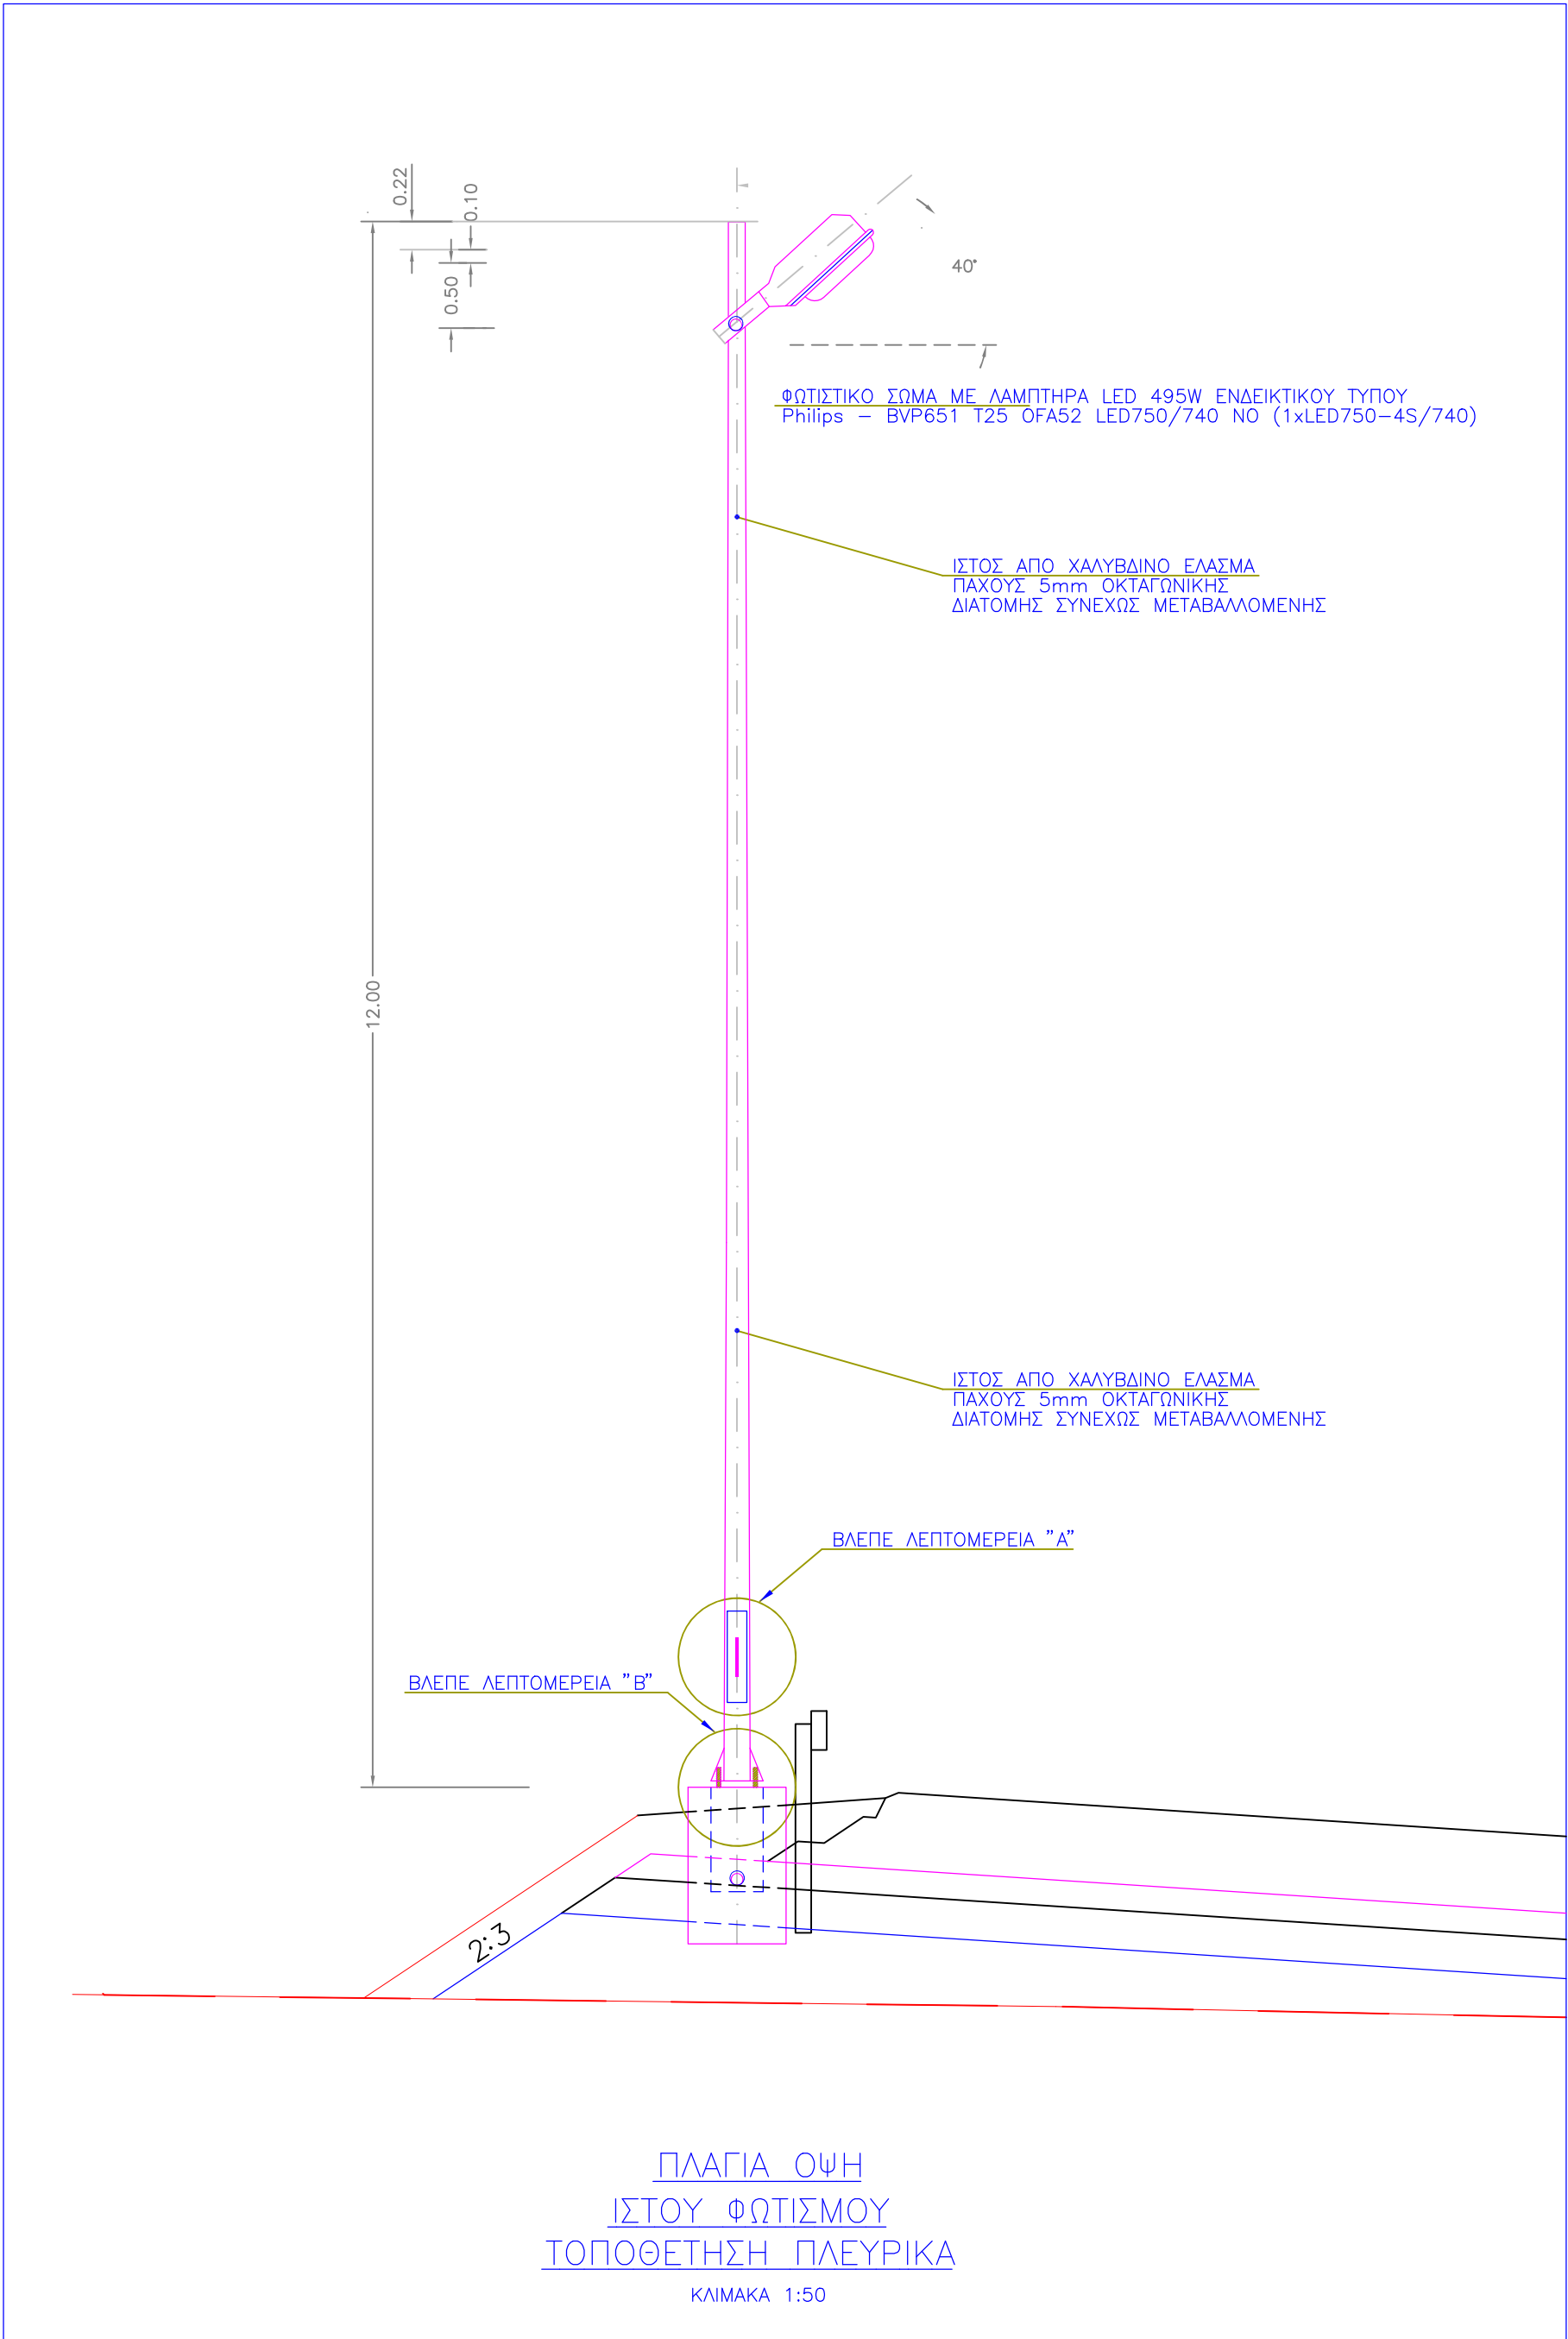 0.22
0.10
0.50
40°
ΦΩΤΙΣΤΙΚΟ ΣΩΜΑ ΜΕ ΛΑΜΠΤΗΡΑ LED 495W ΕΝΔΕΙΚΤΙΚΟΥ ΤΥΠΟΥ
Philips – BVP651 T25 OFA52 LED750/740 NO (1xLED750-4S/740)
ΙΣΤΟΣ ΑΠΟ ΧΑΛΥΒΔΙΝΟ ΕΛΑΣΜΑ
ΠΑΧΟΥΣ 5mm ΟΚΤΑΓΩΝΙΚΗΣ
ΔΙΑΤΟΜΗΣ ΣΥΝΕΧΩΣ ΜΕΤΑΒΑΛΛΟΜΕΝΗΣ
12.00
ΙΣΤΟΣ ΑΠΟ ΧΑΛΥΒΔΙΝΟ ΕΛΑΣΜΑ
ΠΑΧΟΥΣ 5mm ΟΚΤΑΓΩΝΙΚΗΣ
ΔΙΑΤΟΜΗΣ ΣΥΝΕΧΩΣ ΜΕΤΑΒΑΛΛΟΜΕΝΗΣ
ΒΛΕΠΕ ΛΕΠΤΟΜΕΡΕΙΑ "Α"
ΒΛΕΠΕ ΛΕΠΤΟΜΕΡΕΙΑ "Β"
2:3
ΠΛΑΓΙΑ ΟΨΗ
ΙΣΤΟΥ ΦΩΤΙΣΜΟΥ
ΤΟΠΟΘΕΤΗΣΗ ΠΛΕΥΡΙΚΑ
ΚΛΙΜΑΚΑ 1:50